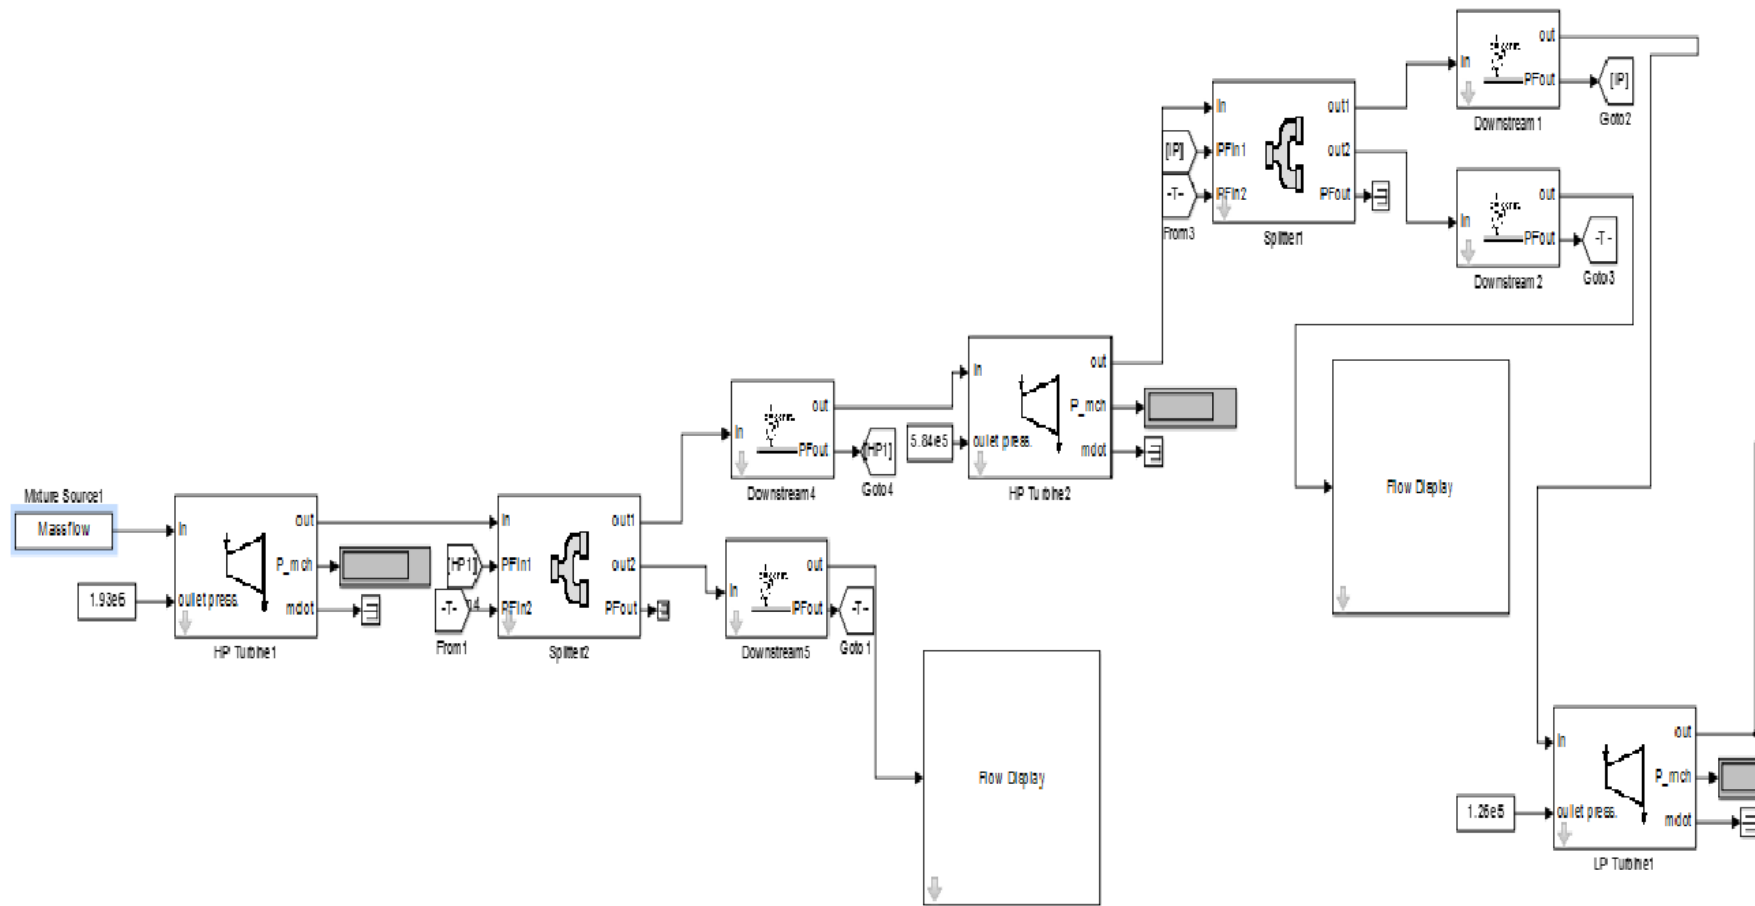 Mixture Source1
Massflow
1.93e6
In
outlet press.
out
P_mch
mdot
HP Turbine1
[HP1]
-T-
From1
In
PFIn1
PFIn2
out1
out2
PFout
Splitter2
In
out
PFout
Downstream4
[HP1]
Goto4
In
out
PFout
Downstream5
-T-
Goto1
Flow Display
5.84e5
In
outlet press.
out
P_mch
mdot
HP Turbine2
[IP]
-T-
From3
In
PFIn1
PFIn2
out1
out2
PFout
Splitter1
In
out
PFout
Downstream1
[IP]
Goto2
In
out
PFout
Downstream2
-T-
Goto3
Flow Display
1.26e5
In
outlet press.
out
P_mch
mdot
LP Turbine1